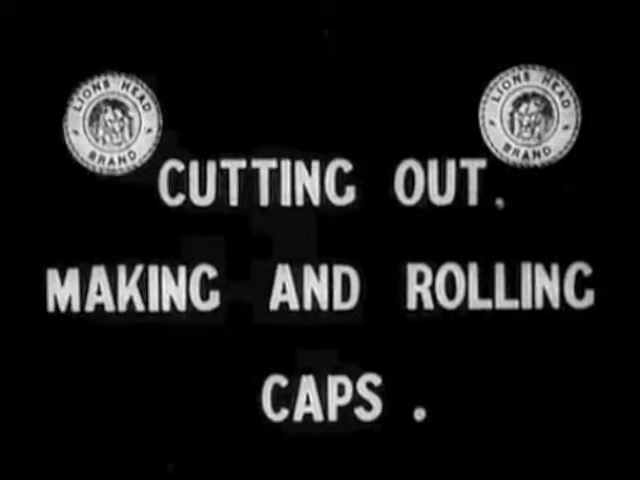 LIONS HEAD BRAND
LIONS HEAD BRAND
CUTTING OUT.
MAKING AND ROLLING
CAPS.